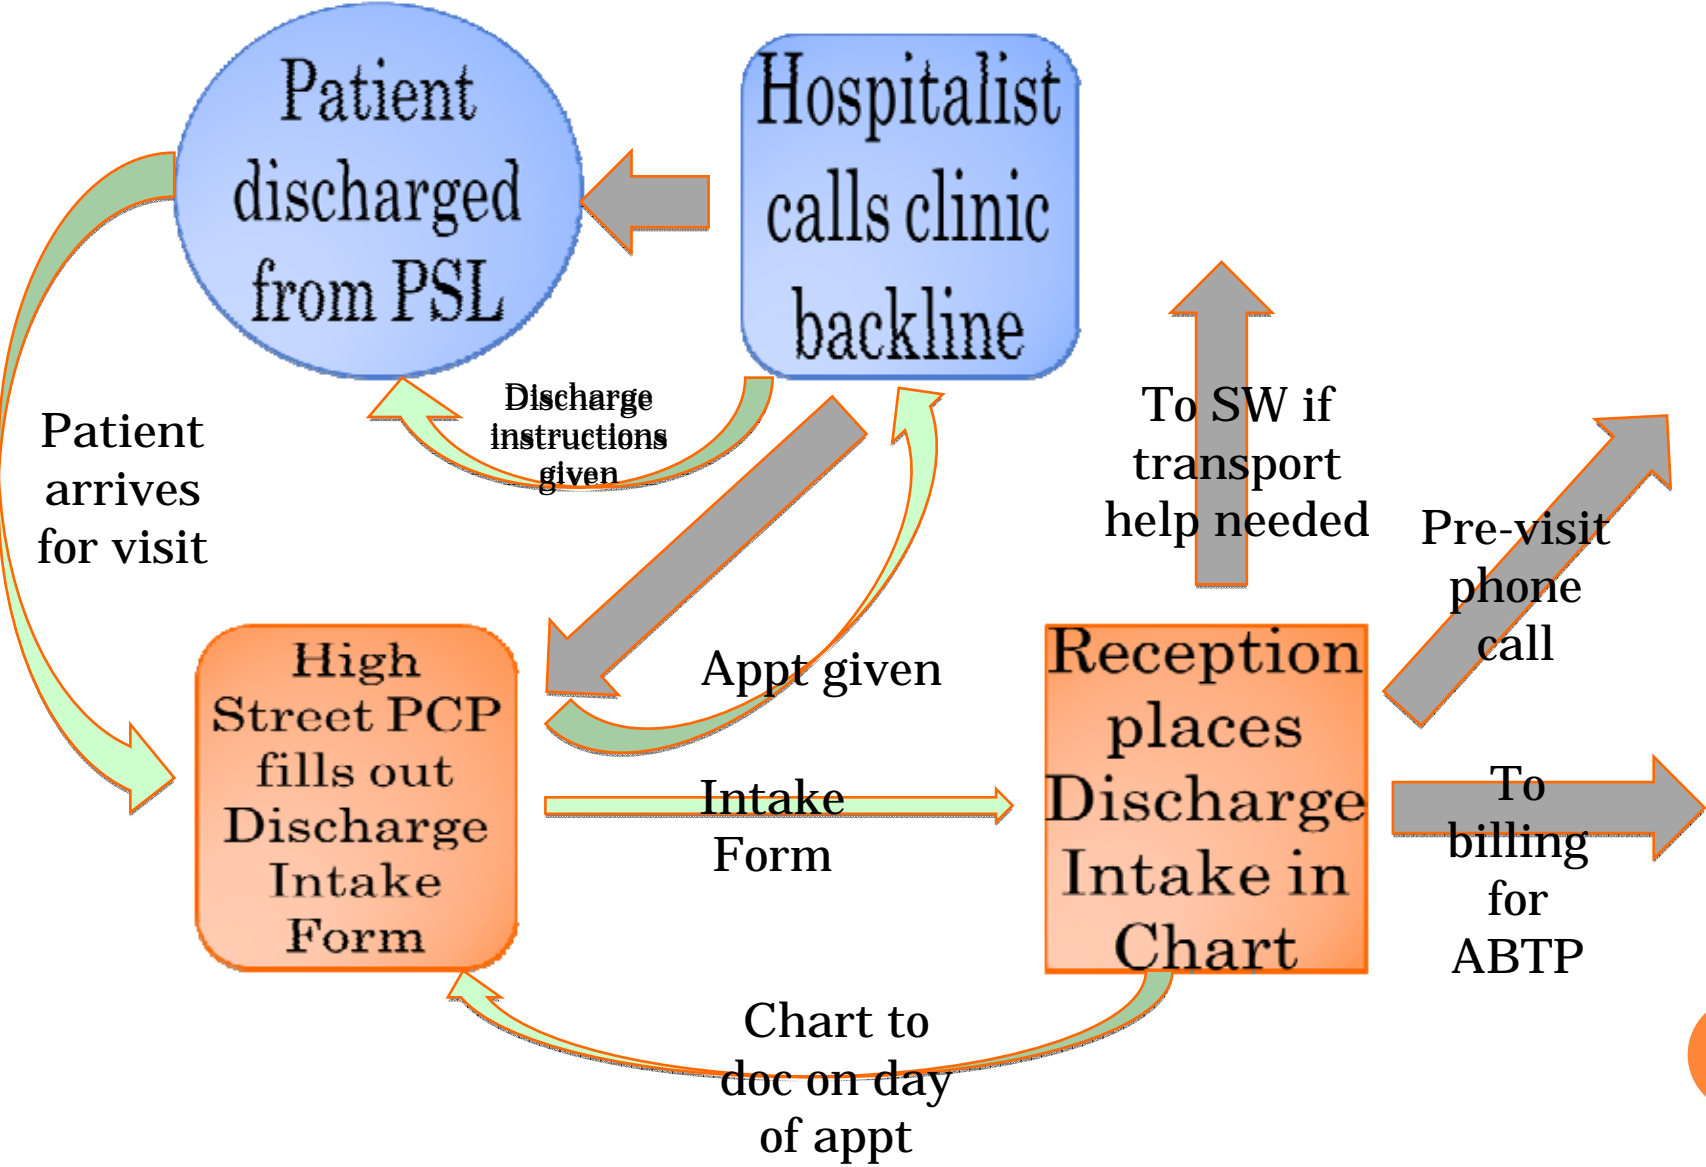 Patient
discharged
from PSL
Hospitalist
calls clinic
backline
Discharge
instructions
given
Patient
arrives
for visit
To SW if
transport
help needed
Pre-visit
phone
call
High
Street PCP
fills out
Discharge
Intake
Form
Appt given
Intake
Form
Reception
places
Discharge
Intake in
Chart
To
billing
for
ABTP
Chart to
doc on day
of appt